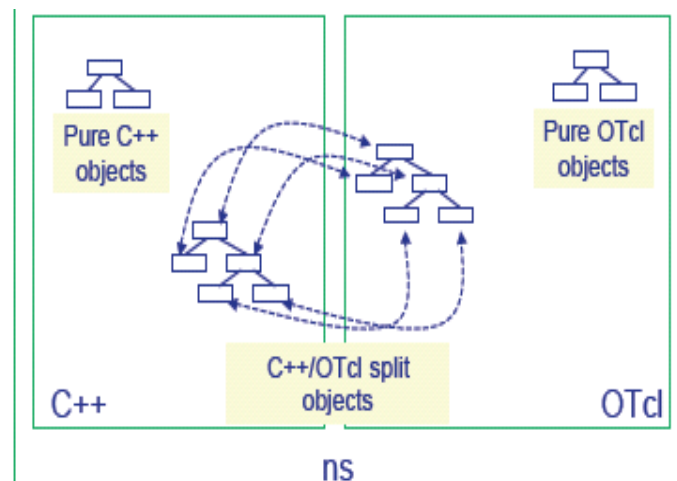 Pure C++
objects
Pure OTcl
objects
C++/OTcl split
objects
C++
OTcl
ns